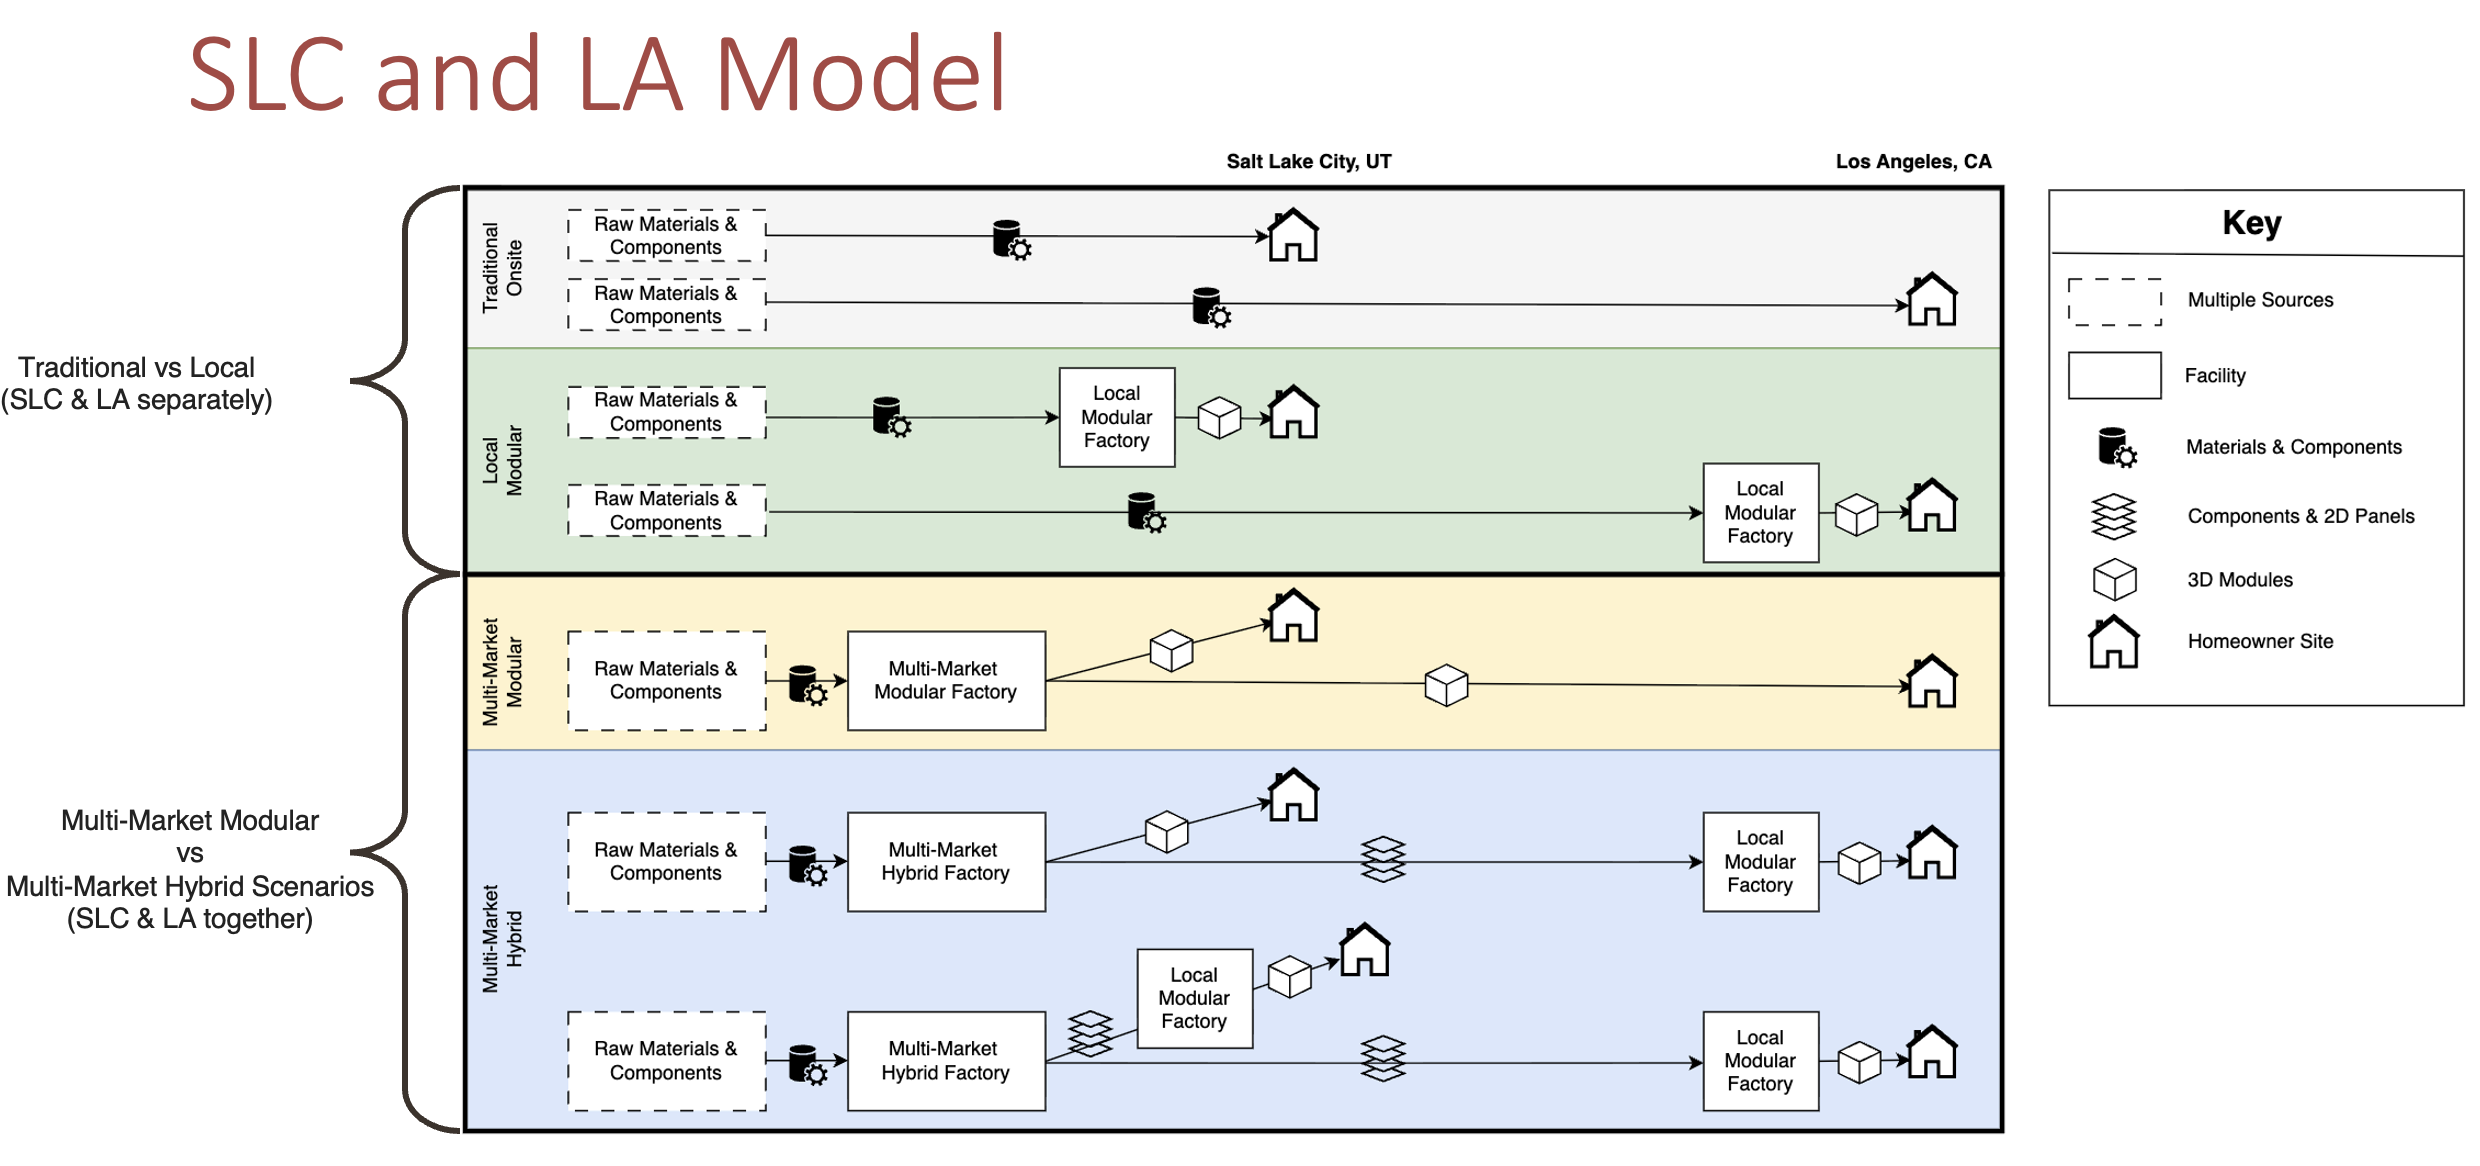 SLC and LA Model
Salt Lake City, UT
Los Angeles, CA
Traditional
Onsite
Raw Materials &
Components
Raw Materials &
Components
Traditional vs Local
(SLC & LA separately)
Local
Modular
Raw Materials &
Components
Local
Modular
Factory
Raw Materials &
Components
Local
Modular
Factory
Multi-Market
Modular
Raw Materials &
Components
Multi-Market
Modular Factory
Multi-Market Modular
vs
Multi-Market Hybrid Scenarios
(SLC & LA together)
Multi-Market
Hybrid
Raw Materials &
Components
Multi-Market
Hybrid Factory
Local
Modular
Factory
Local
Modular
Factory
Raw Materials &
Components
Multi-Market
Hybrid Factory
Local
Modular
Factory
Key
Multiple Sources
Facility
Materials & Components
Components & 2D Panels
3D Modules
Homeowner Site